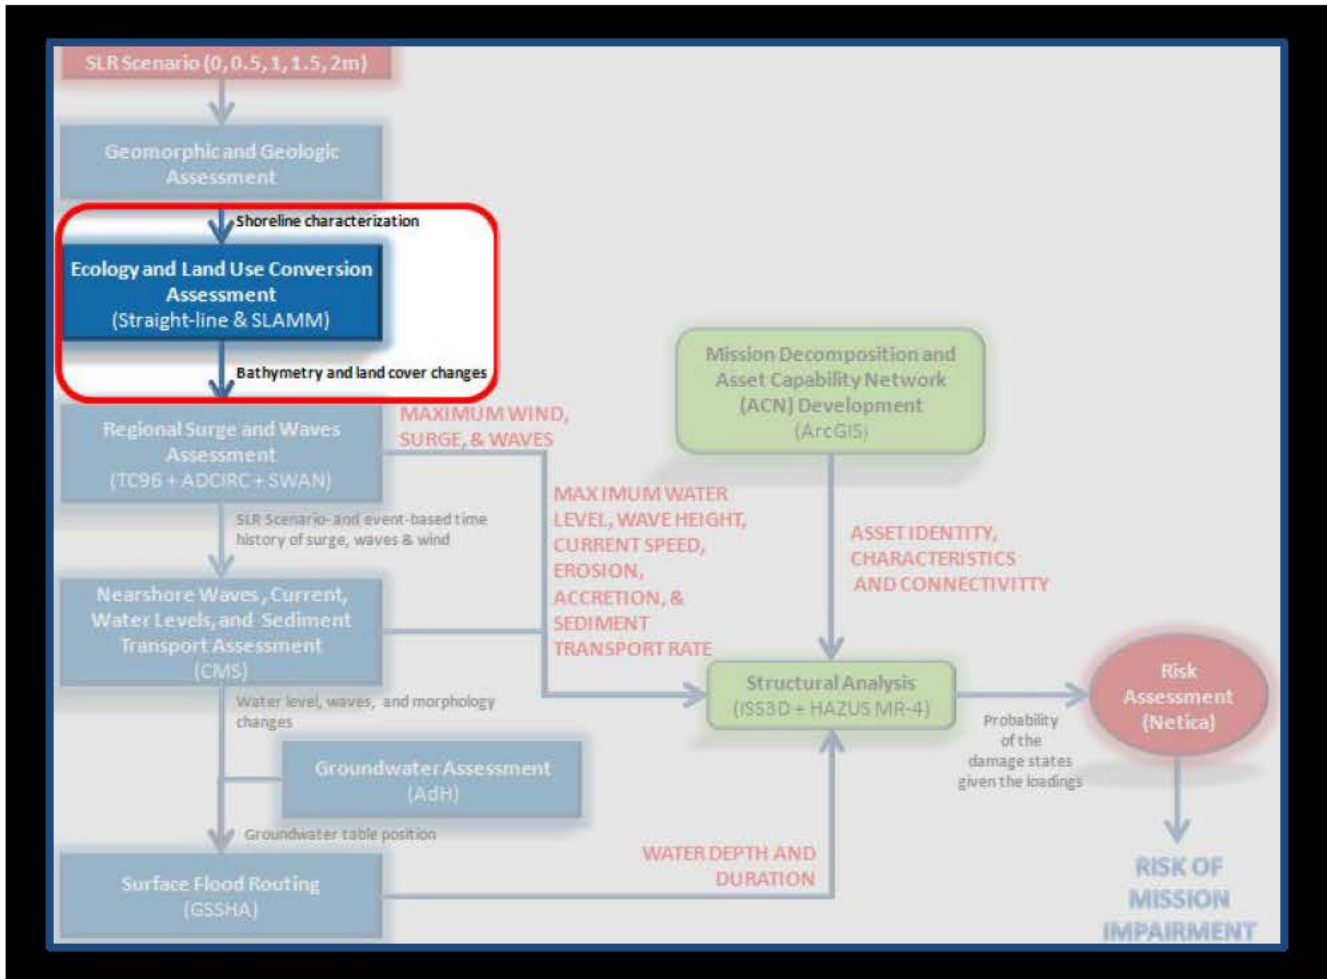 SLR Scenario (0, 0.5, 1, 1.5, 2m)
Geomorphic and Geologic
Assessment
Shoreline characterization
Ecology and Land Use Conversion
Assessment
(Straight-line & SLAMM)
Bathymetry and land cover changes
Regional Surge and Waves
Assessment
(TC96 + ADCIRC + SWAN)
MAXIMUM WIND,
SURGE, & WAVES
SLR Scenario- and event-based time
history of surge, waves & wind
Nearshore Waves, Current,
Water Levels, and Sediment
Transport Assessment
(CMS)
MAXIMUM WATER
LEVEL, WAVE HEIGHT,
CURRENT SPEED,
EROSION,
ACCRETION, &
SEDIMENT
TRANSPORT RATE
Water level, waves, and morphology
changes
Groundwater Assessment
(AdH)
Groundwater table position
Surface Flood Routing
(GSSHA)
WATER DEPTH AND
DURATION
Mission Decomposition and
Asset Capability Network
(ACN) Development
(ArcGIS)
ASSET IDENTITY,
CHARACTERISTICS
AND CONNECTIVITTY
Structural Analysis
(ISS3D + HAZUS MR-4)
Probability
of the
damage states
given the loadings
Risk
Assessment
(Netica)
RISK OF
MISSION
IMPAIRMENT